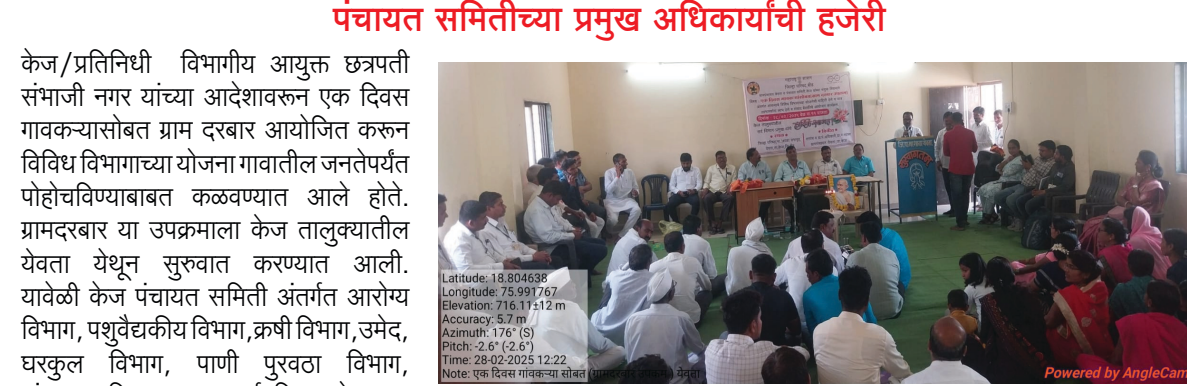 पंचायत समितीच्या प्रमुख अधिकार्यांची हजेरी
केज/प्रतिनिधी विभागीय आयुक्त छत्रपती
संभाजी नगर यांच्या आदेशावरून एक दिवस
गावकऱ्यासोबत ग्राम दरबार आयोजित करून
विविध विभागाच्या योजना गावातील जनतेपर्यंत
पोहोचविण्याबाबत कळवण्यात आले होते.
ग्रामदरबार या उपक्रमाला केज तालुक्यातील
येवता येथून सुरुवात करण्यात आली.
यावेळी केज पंचायत समिती अंतर्गत आरोग्य
विभाग, पशुवैद्यकीय विभाग,क्रषी विभाग,उमेद,
घरकुल विभाग, पाणी पुरवठा विभाग,
Latitude: 18.804638
Longitude: 75.991767
Elevation: 716.11±12 m
Accuracy: 5.7 m
Azimuth: 176° (S)
Pitch: -2.6° (-2.6°)
Time: 28-02-2025 12:22
Note: एक दिवस गांवकऱ्या सोबत (ग्रामदरबार उपक्रम) येवता
Powered by AngleCam